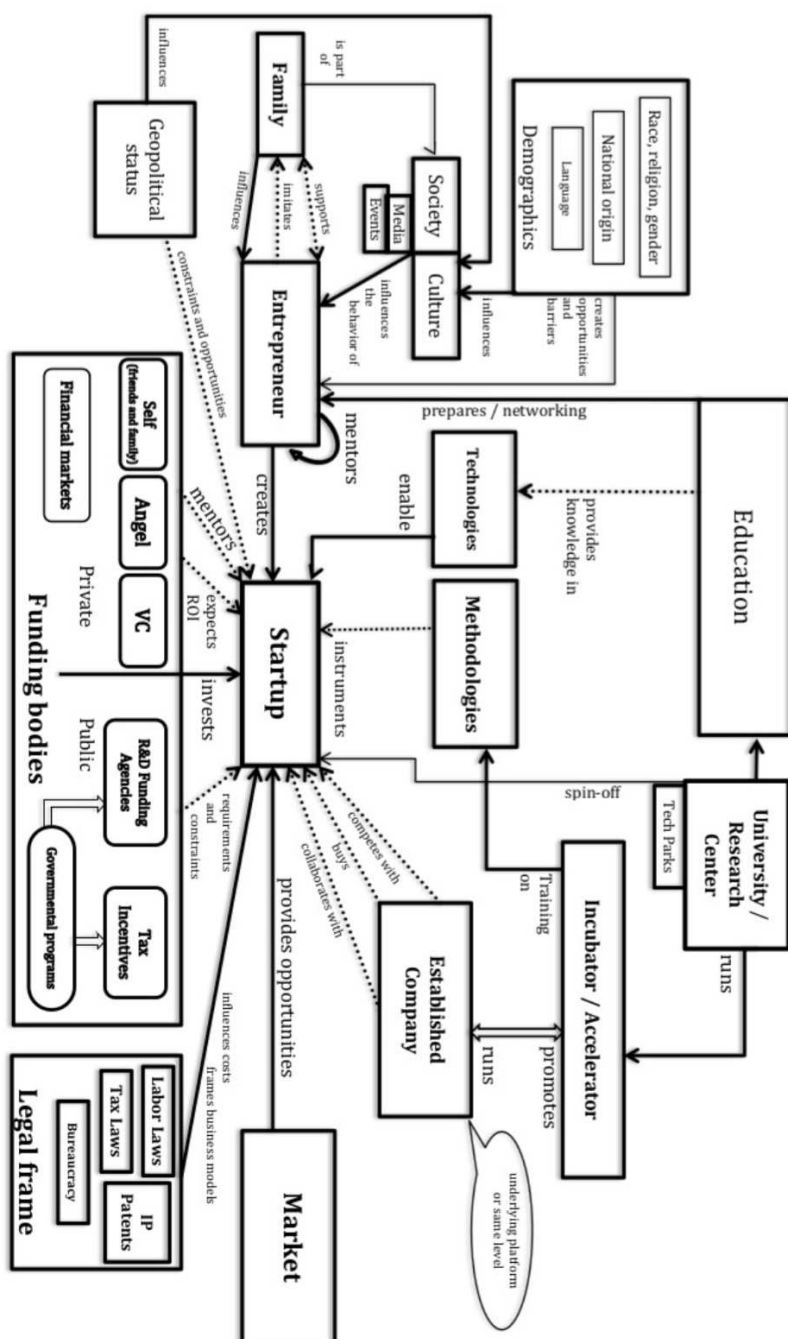 Race, religion, gender
National origin
Language
Demographics
Education
University /
Research
Center
Tech Parks
runs
creates
opportunities
and
barriers
influences
prepares / networking
provides
knowledge in
spin-off
Incubator / Accelerator
Training
on
promotes
runs
underlying platform
or same level
Society
Culture
Media
Events
is part
of
influences
the
behavior of
Technologies
Methodologies
enable
instruments
Established
Company
competes with
buys
collaborates with
Family
supports
imitates
influences
Entrepreneur
mentors
creates
Startup
provides opportunities
Market
influences
Geopolitical
status
constraints and opportunities
mentors
expects
ROI
invests
requirements
and
constraints
influences costs
frames business models
Self
(friends and family)
Angel
VC
R&D Funding
Agencies
Tax
Incentives
Financial markets
Private
Public
Governmental programs
Funding bodies
Labor Laws
Tax Laws
IP
Patents
Bureaucracy
Legal frame